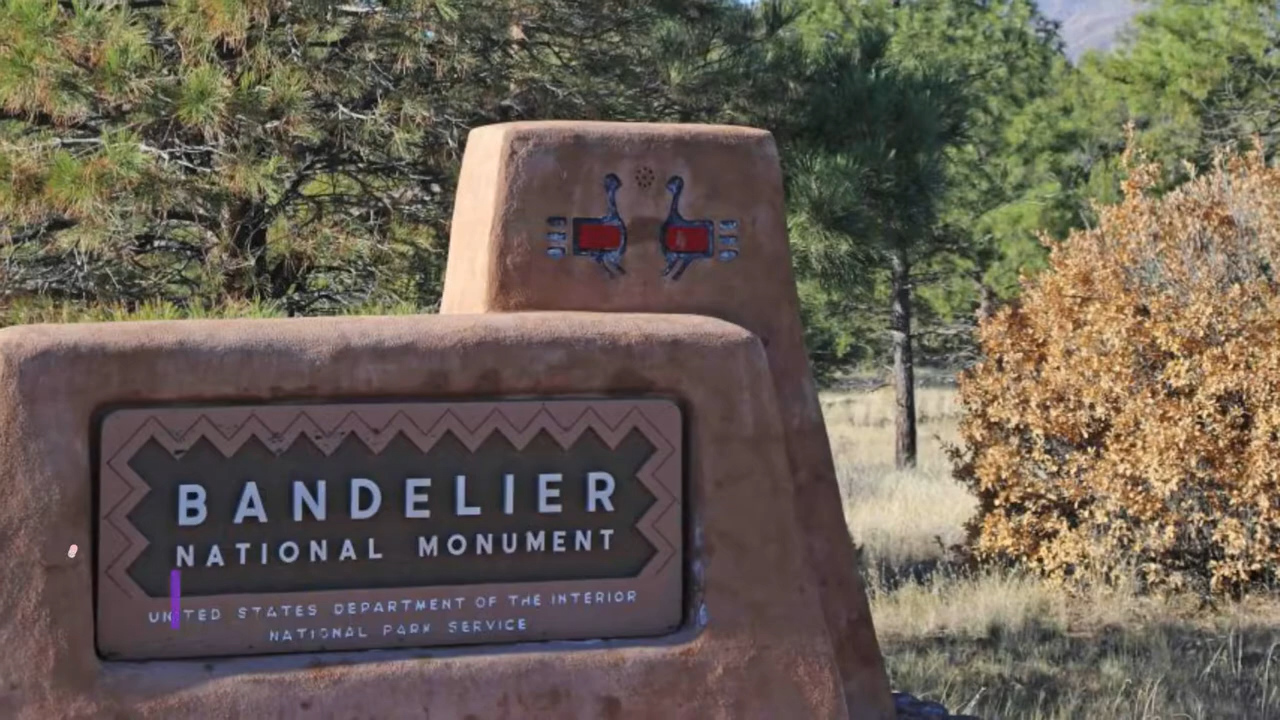 BANDELIER
NATIONAL MONUMENT
UNITED STATES DEPARTMENT OF THE INTERIOR
NATIONAL PARK SERVICE